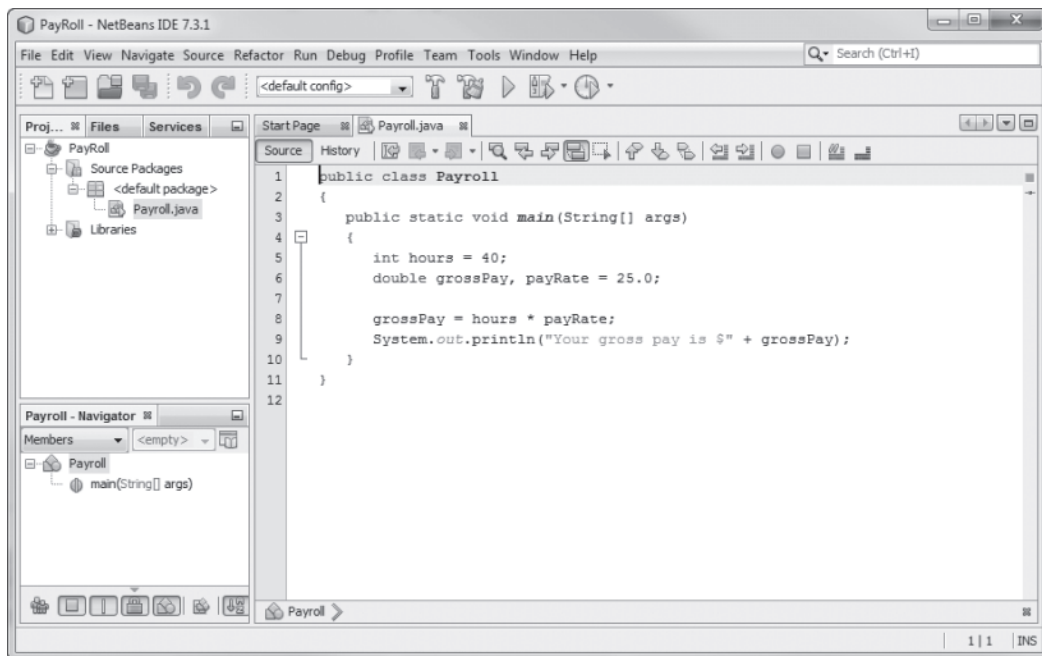 PayRoll - NetBeans IDE 7.3.1
File Edit View Navigate Source Refactor Run Debug Profile Team Tools Window Help
Search (Ctrl+I)
<default config>
Proj... Files Services
PayRoll
Source Packages
<default package>
Payroll.java
Libraries
Payroll - Navigator
Members <empty>
Payroll
main(String[] args)
Start Page Payroll.java
Source History
1 public class Payroll
2 {
3 public static void main(String[] args)
4 {
5 int hours = 40;
6 double grossPay, payRate = 25.0;
7
8 grossPay = hours * payRate;
9 System.out.println("Your gross pay is $" + grossPay);
10 }
11 }
12
Payroll
1|1 INS